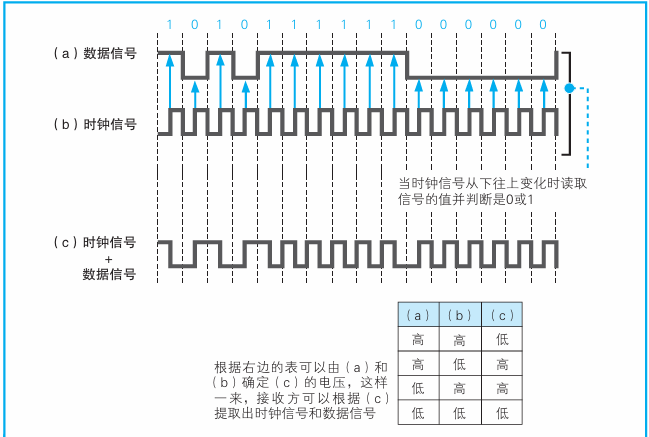 1 0 1 0 1 1 1 1 1 1 0 0 0 0 0 0
（a）数据信号
（b）时钟信号
当时钟信号从下往上变化时读取
信号的值并判断是0或1
（c）时钟信号
+
数据信号
（a） （b） （c）
高 高 低
高 低 高
低 高 高
低 低 低
根据右边的表可以由（a）和
（b）确定（c）的电压，这样
一来，接收方可以根据（c）
提取出时钟信号和数据信号